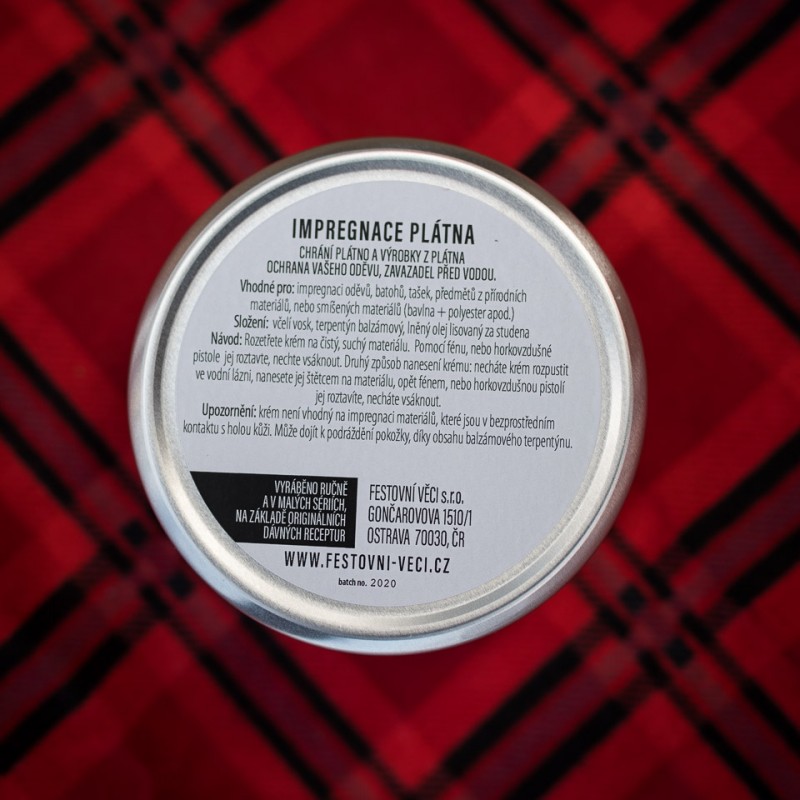 IMPREGNACE PLÁTNA
CHRÁNÍ PLÁTNO A VÝROBKY Z PLÁTNA
OCHRANA VAŠEHO ODĚVU, ZAVAZADEL PŘED VODOU.
Vhodné pro: impregnaci oděvů, batohů, tašek, předmětů z přírodních
materiálů, nebo smíšených materiálů (bavlna + polyester apod.)
Složení: včelí vosk, terpentýn balzámový, lněný olej lisovaný za studena
Návod: Rozetřete krém na čistý, suchý materiálu. Pomocí fénu, nebo horkovzdušné
pistole jej roztavte, nechte vsáknout. Druhý způsob nanesení krému: necháte krém rozpustit
ve vodní lázni, nanesete jej štětcem na materiálu, opět fénem, nebo horkovzdušnou pistolí
jej roztavíte, necháte vsáknout.
Upozornění: krém není vhodný na impregnaci materiálů, které jsou v bezprostředním
kontaktu s holou kůži. Může dojít k podráždění pokožky, díky obsahu balzámového terpentýnu.
VYRÁBĚNO RUČNĚ
A V MALÝCH SÉRIÍCH,
NA ZÁKLADĚ ORIGINÁLNÍCH
DÁVNÝCH RECEPTUR
FESTOVNÍ VĚCI s.r.o.
GONČAROVOVA 1510/1
OSTRAVA 70030, ČR
WWW.FESTOVNI-VECI.CZ
batch no. 2020